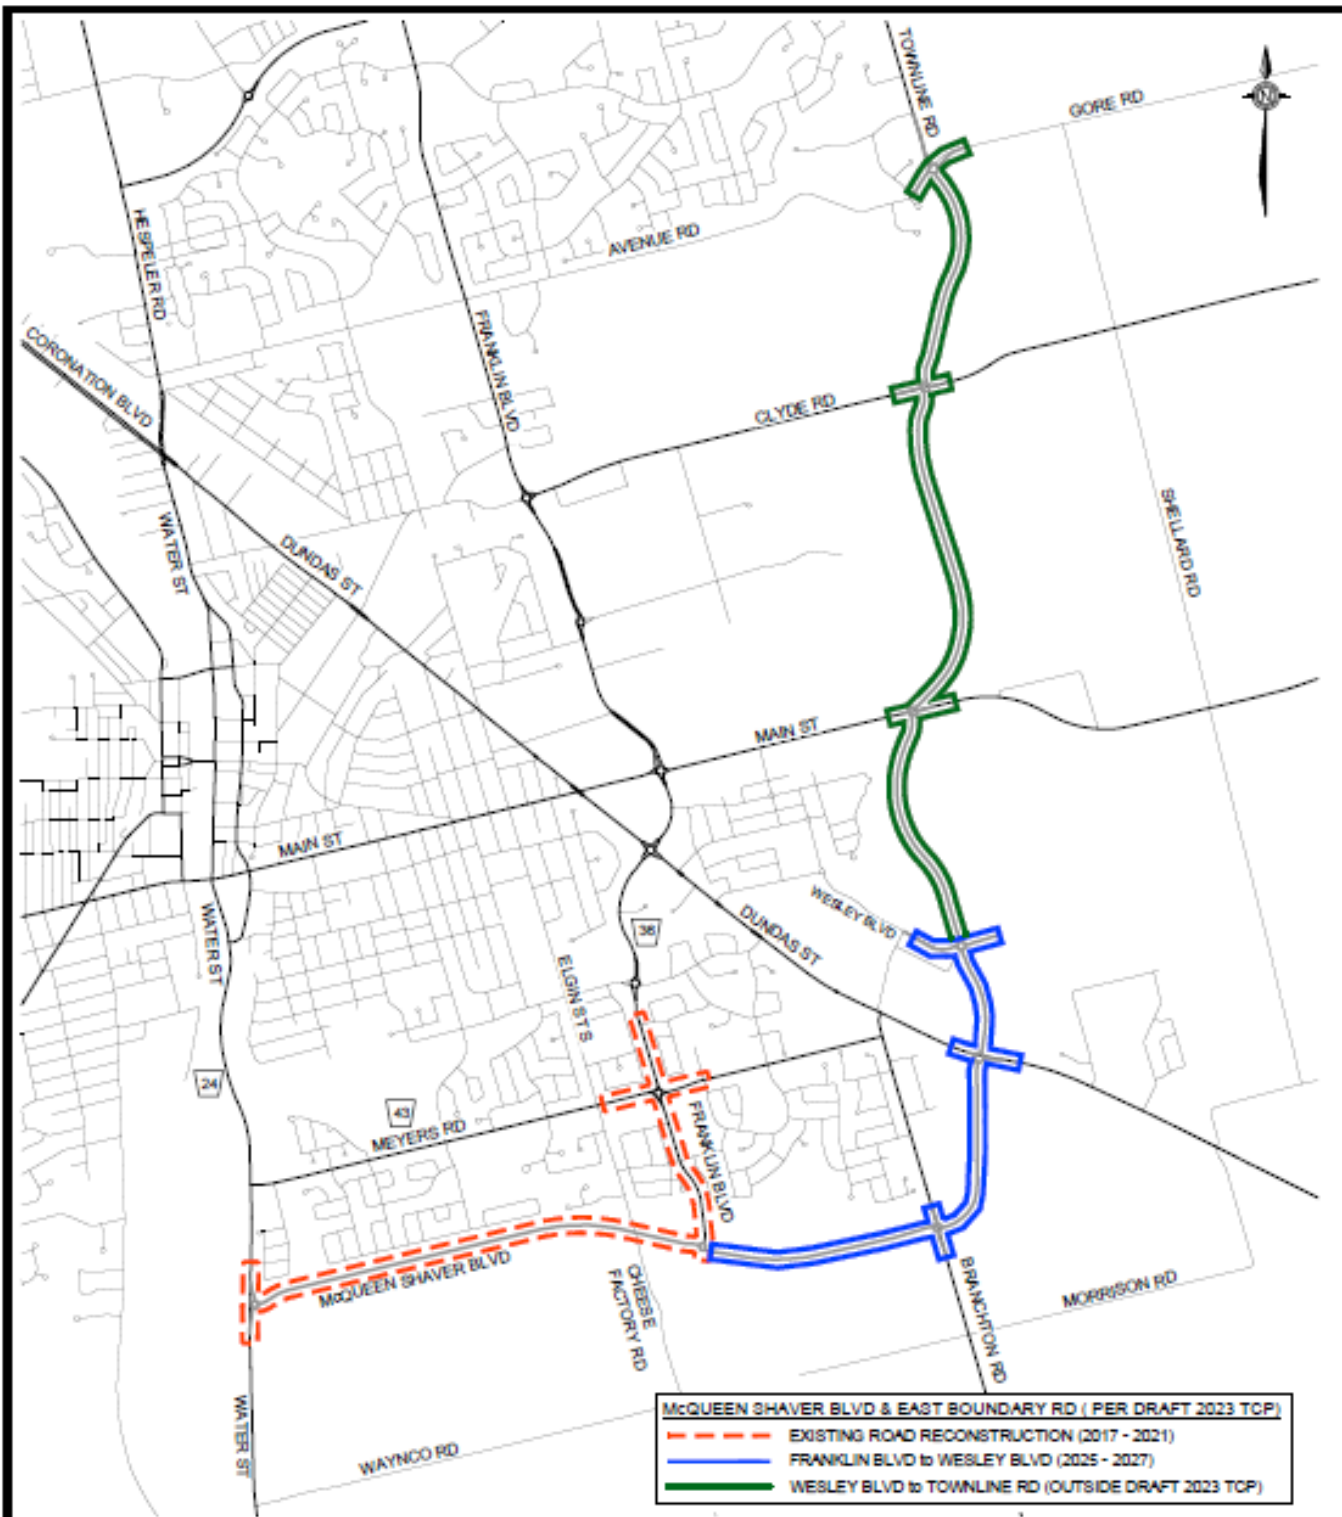 TOWNLINE RD
GORE RD
N
HESPELER RD
AVENUE RD
FRANKLIN BLVD
CORONATION BLVD
CLYDE RD
SHELLARD RD
WATER ST
DUNDAS ST
MAIN ST
MAIN ST
WESLEY BLVD
WATER ST
DUNDAS ST
36
ELGIN ST S
24
43
MEYERS RD
FRANKLIN BLVD
McQUEEN SHAVER BLVD
CHEESE
FACTORY RD
BRANCHTON RD
MORRISON RD
WATER ST
WAYNCO RD
McQUEEN SHAVER BLVD & EAST BOUNDARY RD ( PER DRAFT 2023 TCP)
EXISTING ROAD RECONSTRUCTION (2017 - 2021)
FRANKLIN BLVD to WESLEY BLVD (2025 - 2027)
WESLEY BLVD to TOWNLINE RD (OUTSIDE DRAFT 2023 TCP)